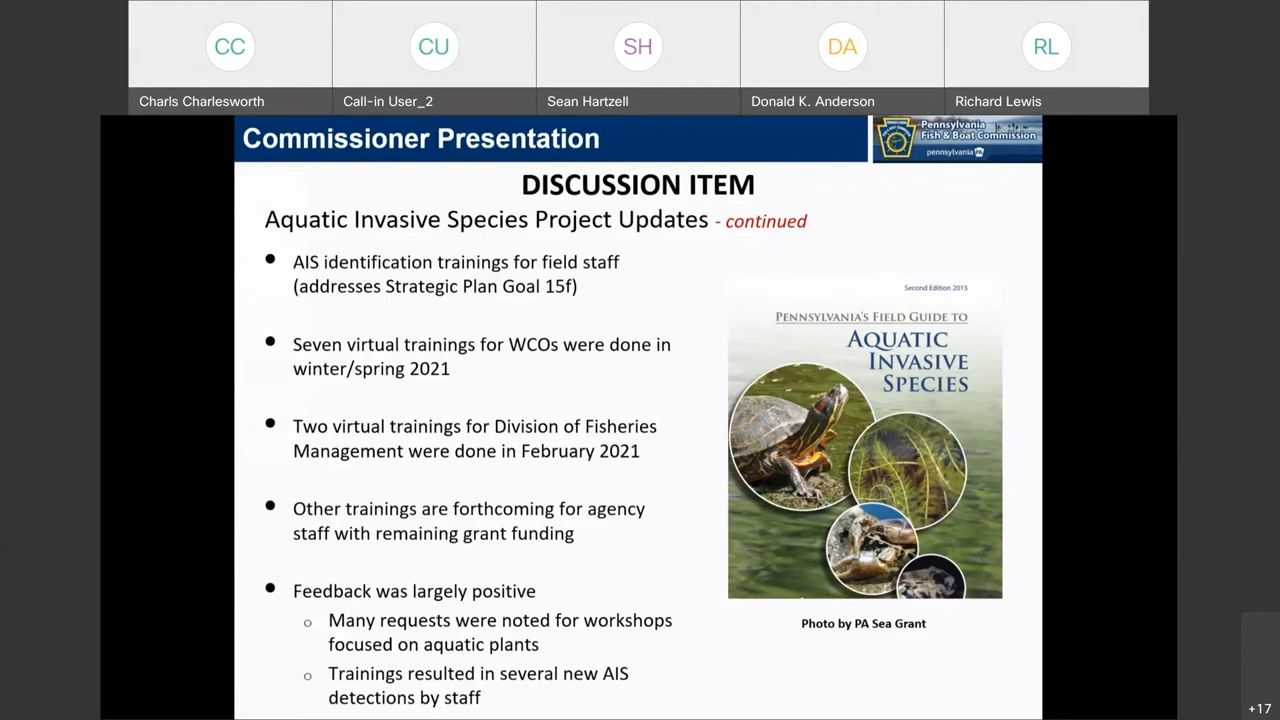 CC
CU
SH
DA
RL
Charls Charlesworth
Call-in User_2
Sean Hartzell
Donald K. Anderson
Richard Lewis
Commissioner Presentation
Pennsylvania
Fish & Boat Commission
pennsylvania PA
DISCUSSION ITEM
Aquatic Invasive Species Project Updates - continued
• AIS identification trainings for field staff
(addresses Strategic Plan Goal 15f)
• Seven virtual trainings for WCOs were done in
winter/spring 2021
• Two virtual trainings for Division of Fisheries
Management were done in February 2021
• Other trainings are forthcoming for agency
staff with remaining grant funding
• Feedback was largely positive
o Many requests were noted for workshops
focused on aquatic plants
o Trainings resulted in several new AIS
detections by staff
Second Edition 2015
PENNSYLVANIA'S FIELD GUIDE TO
AQUATIC
INVASIVE
SPECIES
Photo by PA Sea Grant
+17